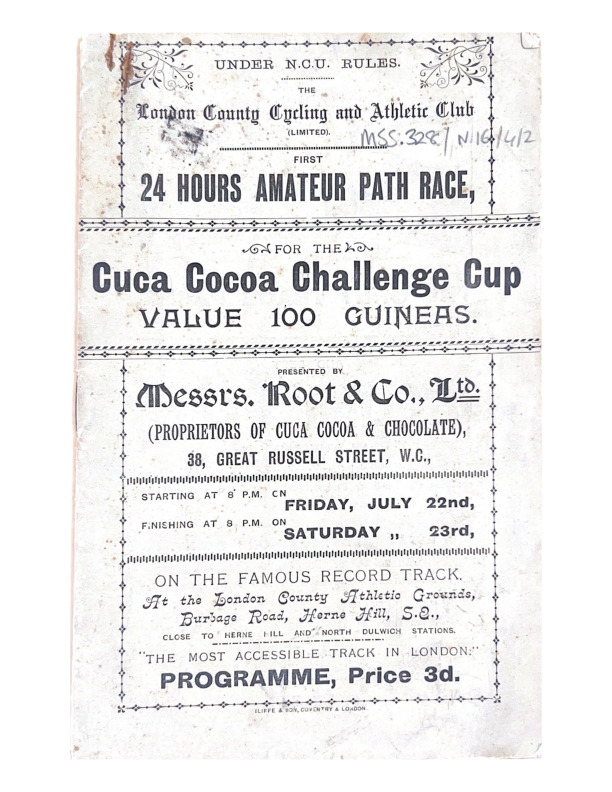 UNDER N.C.U. RULES.
THE
London County Cycling and Athletic Club
(LIMITED).
MSS.328/N16/4/2
FIRST
24 HOURS AMATEUR PATH RACE,
FOR THE
Cuca Cocoa Challenge Cup
VALUE 100 GUINEAS.
PRESENTED BY
Messrs. Root & Co., Ltd.
(PROPRIETORS OF CUCA COCOA & CHOCOLATE),
38, GREAT RUSSELL STREET, W.C.,
STARTING AT 8 P.M. ON FRIDAY, JULY 22nd,
FINISHING AT 8 P.M. ON SATURDAY „ 23rd,
ON THE FAMOUS RECORD TRACK.
At the London County Athletic Grounds,
Burbage Road, Herne Hill, S.E.,
CLOSE TO HERNE HILL AND NORTH DULWICH STATIONS.
"THE MOST ACCESSIBLE TRACK IN LONDON."
PROGRAMME, Price 3d.
ILIFFE & SON, COVENTRY & LONDON.